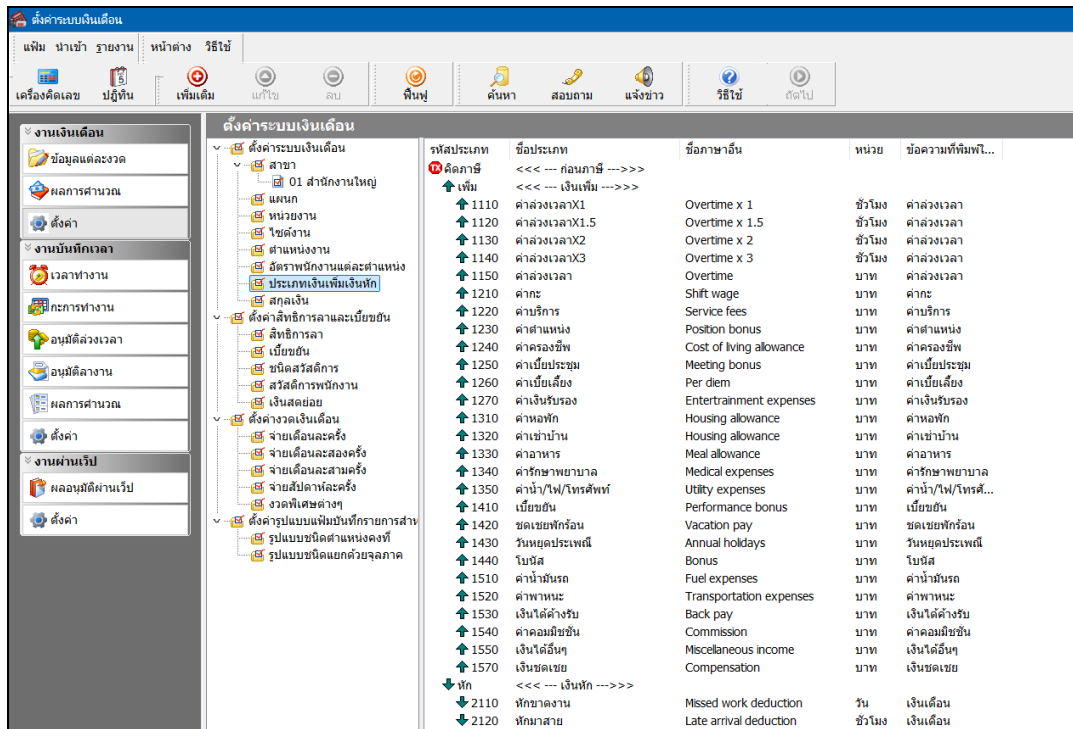 ตั้งค่าระบบเงินเดือน
แฟ้ม นำเข้า รายงาน หน้าต่าง วิธีใช้
เครื่องคิดเลข ปฏิทิน เพิ่มเติม แก้ไข ลบ ฟื้นฟู ค้นหา สอบถาม แจ้งข่าว วิธีใช้ ถัดไป
งานเงินเดือน
ข้อมูลแต่ละงวด
ผลการคำนวณ
ตั้งค่า
งานบันทึกเวลา
เวลาทำงาน
กะการทำงาน
อนุมัติล่วงเวลา
อนุมัติลางาน
ผลการคำนวณ
ตั้งค่า
งานผ่านเว็ป
ผลอนุมัติผ่านเว็ป
ตั้งค่า
ตั้งค่าระบบเงินเดือน
ตั้งค่าระบบเงินเดือน
สาขา
01 สำนักงานใหญ่
แผนก
หน่วยงาน
ไซต์งาน
ตำแหน่งงาน
อัตราพนักงานแต่ละตำแหน่ง
ประเภทเงินเพิ่มเงินหัก
สกุลเงิน
ตั้งค่าสิทธิการลาและเบี้ยขยัน
สิทธิการลา
เบี้ยขยัน
ชนิดสวัสดิการ
สวัสดิการพนักงาน
เงินสดย่อย
ตั้งค่างวดเงินเดือน
จ่ายเดือนละครั้ง
จ่ายเดือนละสองครั้ง
จ่ายเดือนละสามครั้ง
จ่ายสัปดาห์ละครั้ง
งวดพิเศษต่างๆ
ตั้งค่ารูปแบบแฟ้มบันทึกรายการสำห
รูปแบบชนิดตำแหน่งคงที่
รูปแบบชนิดแยกด้วยจุลภาค
รหัสประเภท ชื่อประเภท ชื่อภาษาอื่น หน่วย ข้อความที่พิมพ์ใ...
TX คิดภาษี <<< --- ก่อนภาษี --->>>
เพิ่ม <<< --- เงินเพิ่ม --->>>
1110 ค่าล่วงเวลาX1 Overtime x 1 ชั่วโมง ค่าล่วงเวลา
1120 ค่าล่วงเวลาX1.5 Overtime x 1.5 ชั่วโมง ค่าล่วงเวลา
1130 ค่าล่วงเวลาX2 Overtime x 2 ชั่วโมง ค่าล่วงเวลา
1140 ค่าล่วงเวลาX3 Overtime x 3 ชั่วโมง ค่าล่วงเวลา
1150 ค่าล่วงเวลา Overtime บาท ค่าล่วงเวลา
1210 ค่ากะ Shift wage บาท ค่ากะ
1220 ค่าบริการ Service fees บาท ค่าบริการ
1230 ค่าตำแหน่ง Position bonus บาท ค่าตำแหน่ง
1240 ค่าครองชีพ Cost of living allowance บาท ค่าครองชีพ
1250 ค่าเบี้ยประชุม Meeting bonus บาท ค่าเบี้ยประชุม
1260 ค่าเบี้ยเลี้ยง Per diem บาท ค่าเบี้ยเลี้ยง
1270 ค่าเงินรับรอง Entertrainment expenses บาท ค่าเงินรับรอง
1310 ค่าหอพัก Housing allowance บาท ค่าหอพัก
1320 ค่าเช่าบ้าน Housing allowance บาท ค่าเช่าบ้าน
1330 ค่าอาหาร Meal allowance บาท ค่าอาหาร
1340 ค่ารักษาพยาบาล Medical expenses บาท ค่ารักษาพยาบาล
1350 ค่าน้ำ/ไฟ/โทรศัพท์ Utility expenses บาท ค่าน้ำ/ไฟ/โทรศั...
1410 เบี้ยขยัน Performance bonus บาท เบี้ยขยัน
1420 ชดเชยพักร้อน Vacation pay บาท ชดเชยพักร้อน
1430 วันหยุดประเพณี Annual holidays บาท วันหยุดประเพณี
1440 โบนัส Bonus บาท โบนัส
1510 ค่าน้ำมันรถ Fuel expenses บาท ค่าน้ำมันรถ
1520 ค่าพาหนะ Transportation expenses บาท ค่าพาหนะ
1530 เงินได้ค้างรับ Back pay บาท เงินได้ค้างรับ
1540 ค่าคอมมิชชั่น Commission บาท ค่าคอมมิชชั่น
1550 เงินได้อื่นๆ Miscellaneous income บาท เงินได้อื่นๆ
1570 เงินชดเชย Compensation บาท เงินชดเชย
หัก <<< --- เงินหัก --->>>
2110 หักขาดงาน Missed work deduction วัน เงินเดือน
2120 หักมาสาย Late arrival deduction ชั่วโมง เงินเดือน